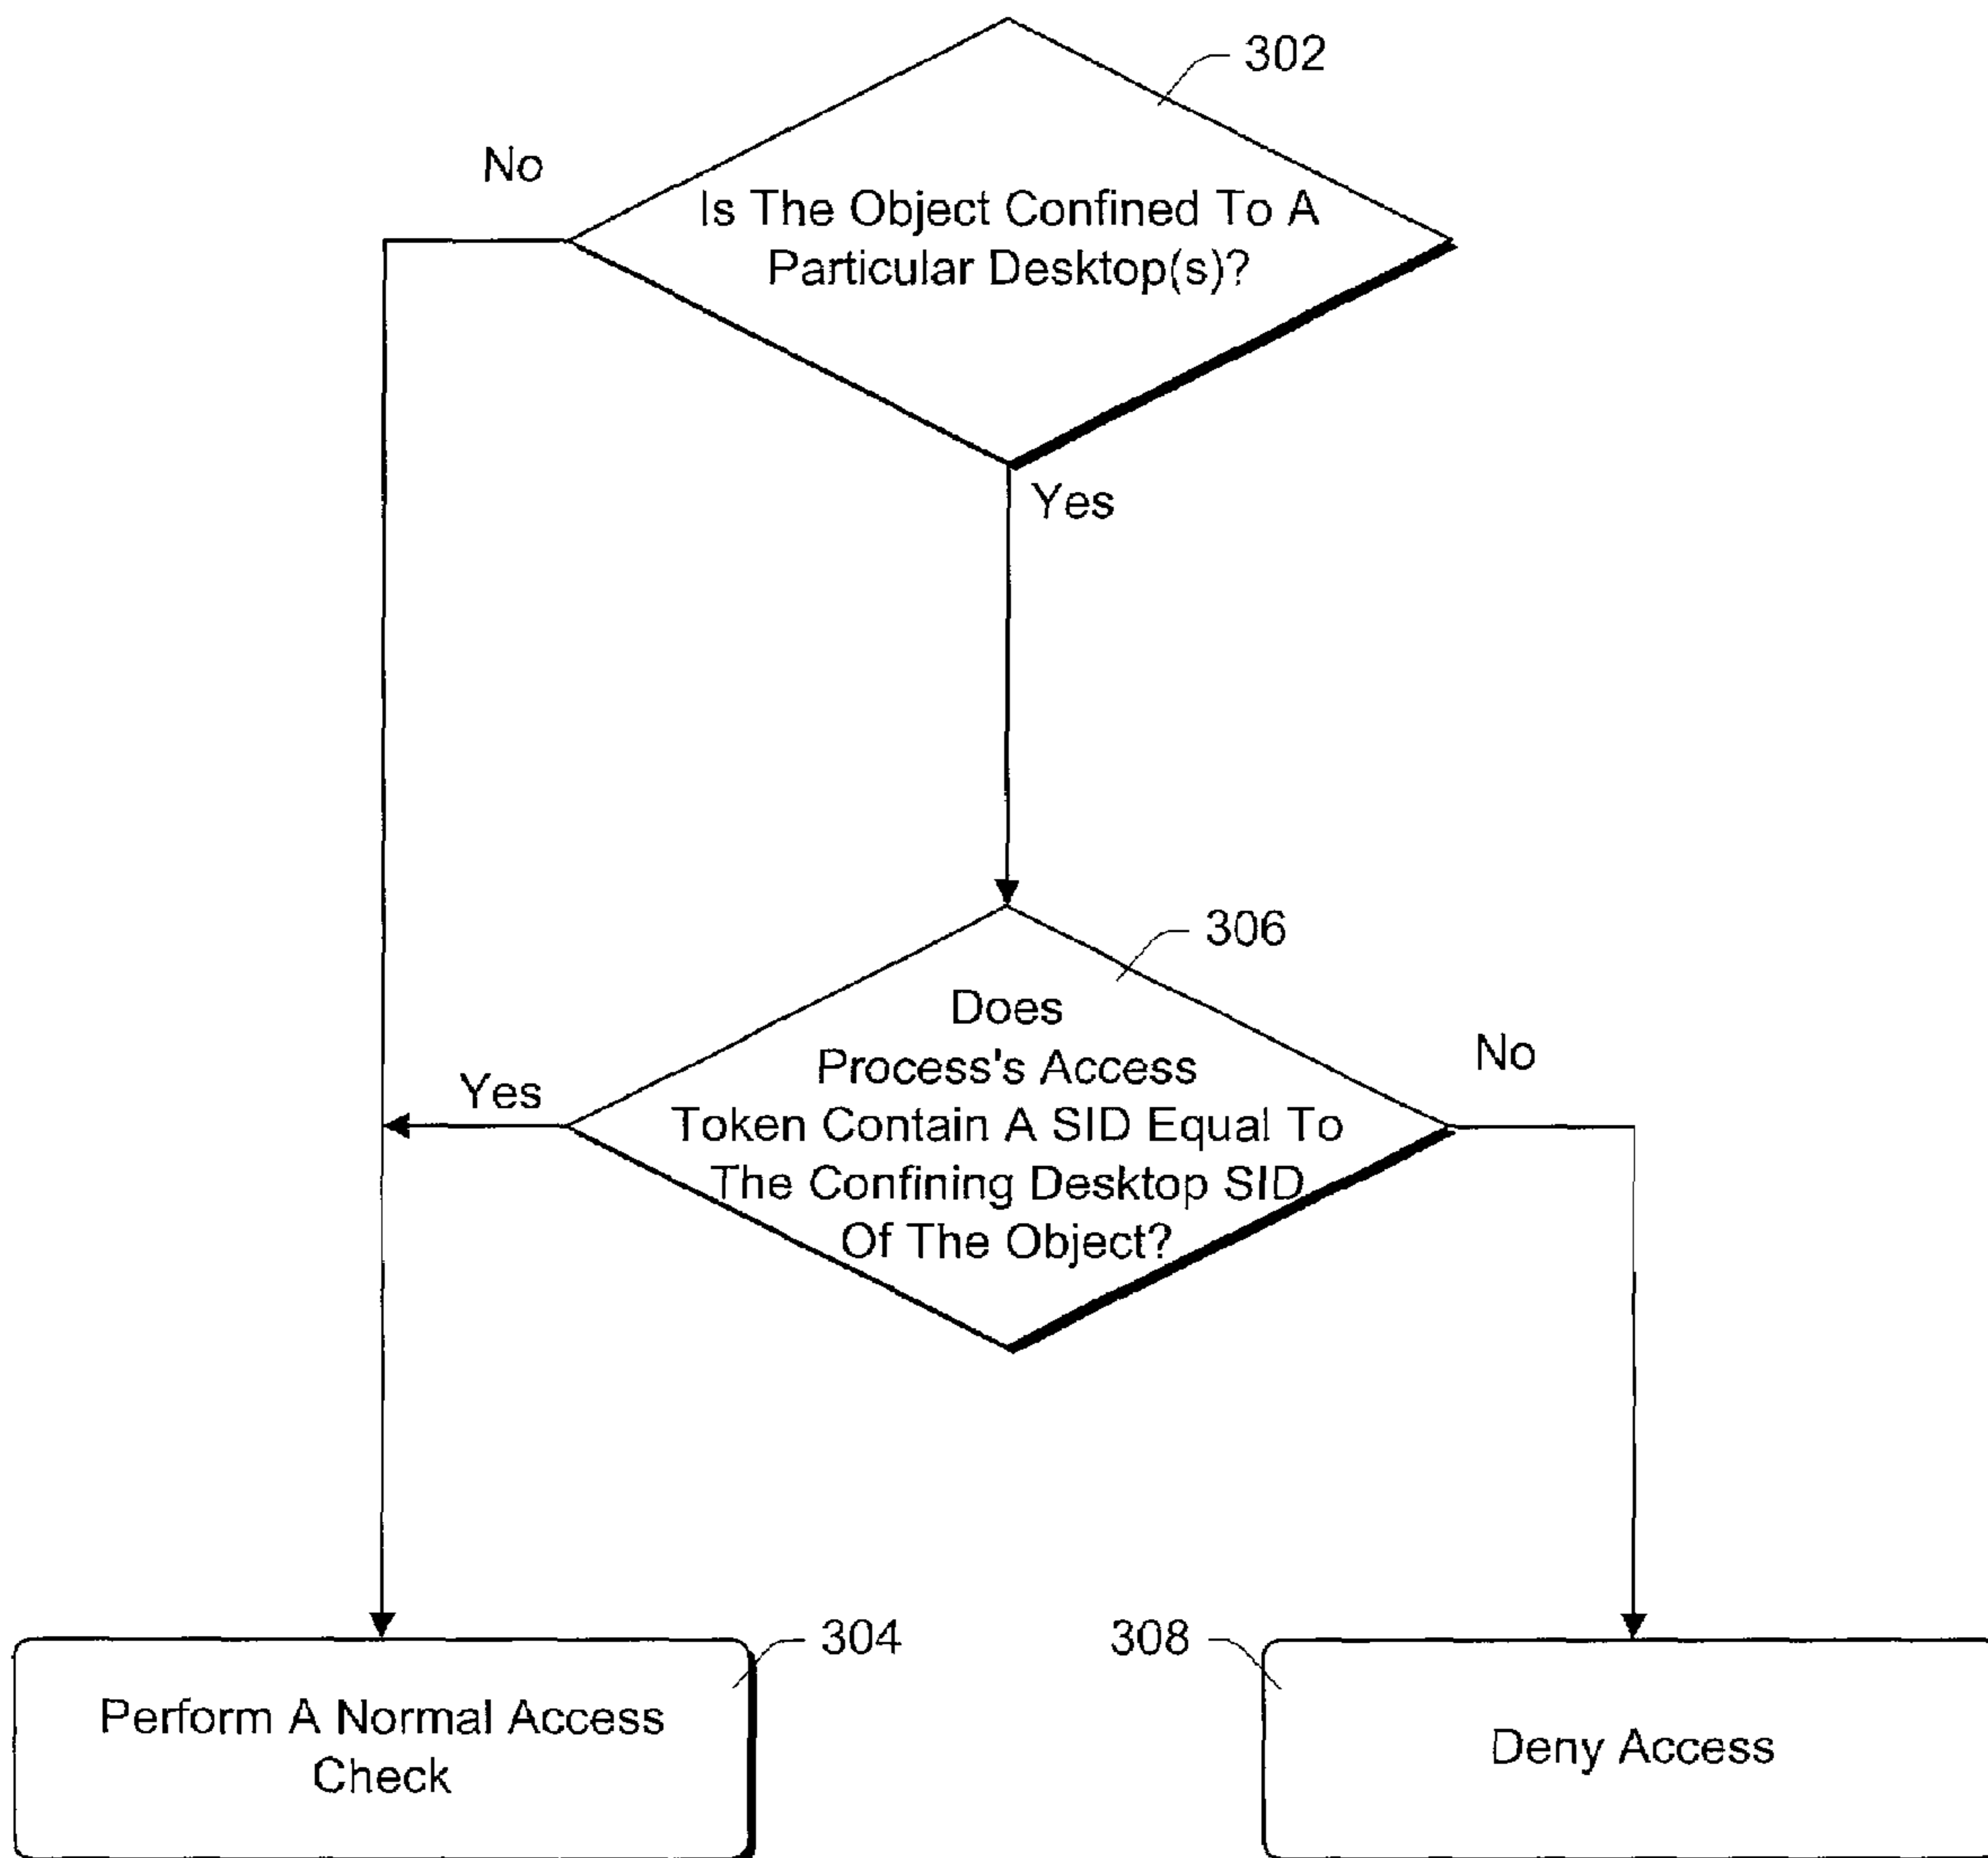 302
No
Is The Object Confined To A
Particular Desktop(s)?
Yes
306
Does
Process's Access
Token Contain A SID Equal To
The Confining Desktop SID
Of The Object?
Yes
No
304
308
Perform A Normal Access
Check
Deny Access